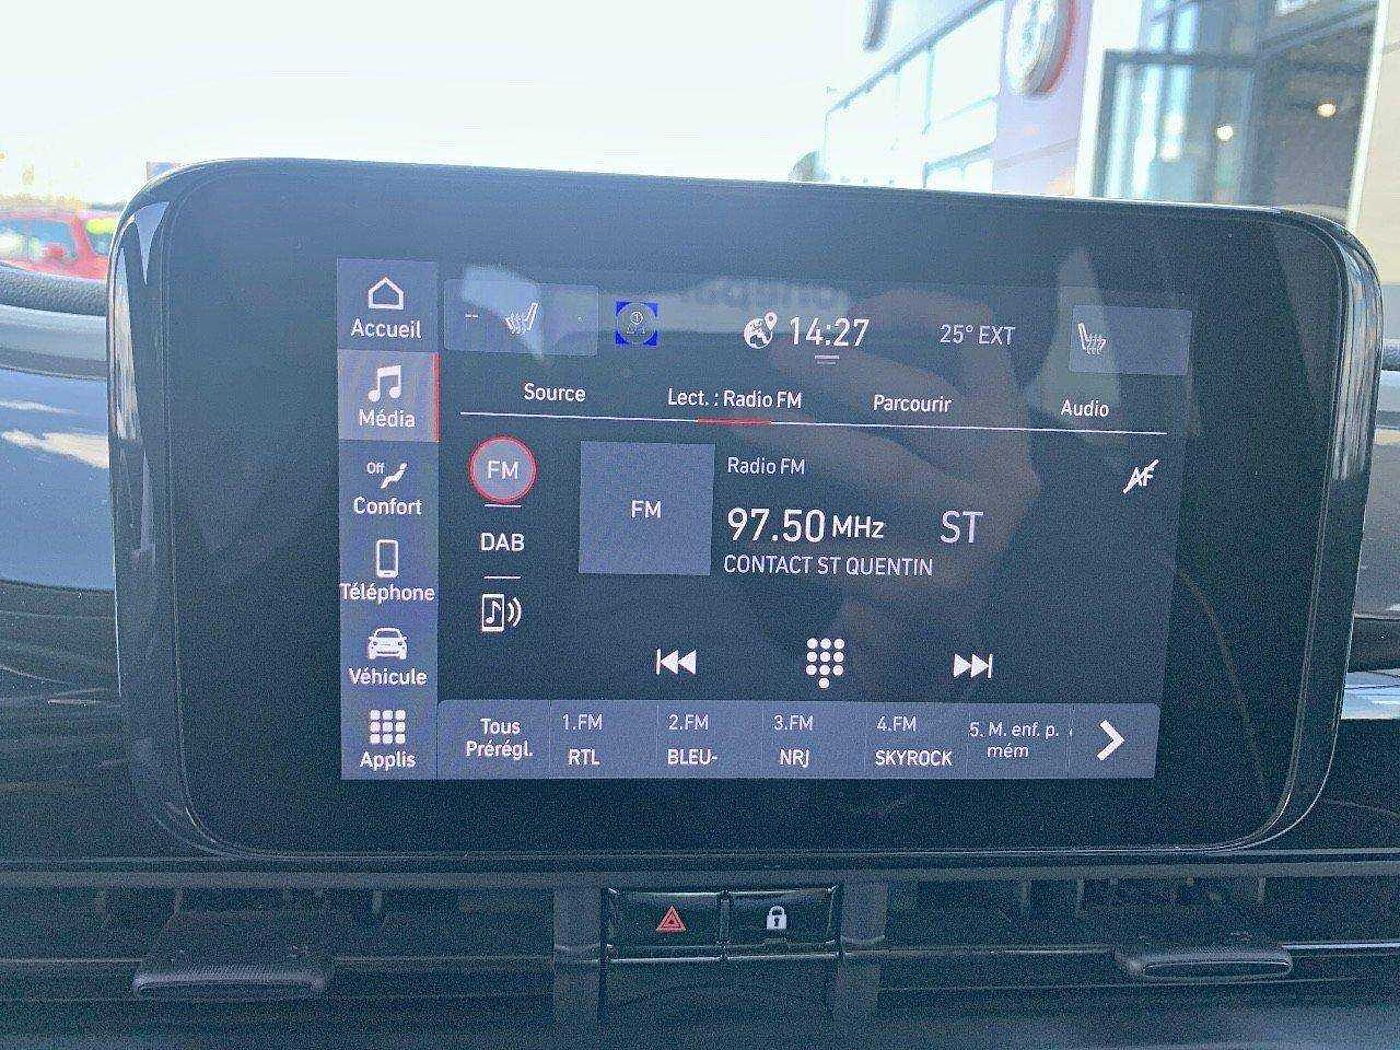 Accueil
Média
Off
Confort
Téléphone
Véhicule
Applis
--
14:27
25° EXT
Source
Lect. : Radio FM
Parcourir
Audio
FM
DAB
FM
Radio FM
97.50 MHz
ST
CONTACT ST QUENTIN
AF
Tous
Prérégl.
1.FM
RTL
2.FM
BLEU-
3.FM
NRJ
4.FM
SKYROCK
5. M. enf. p.
mém